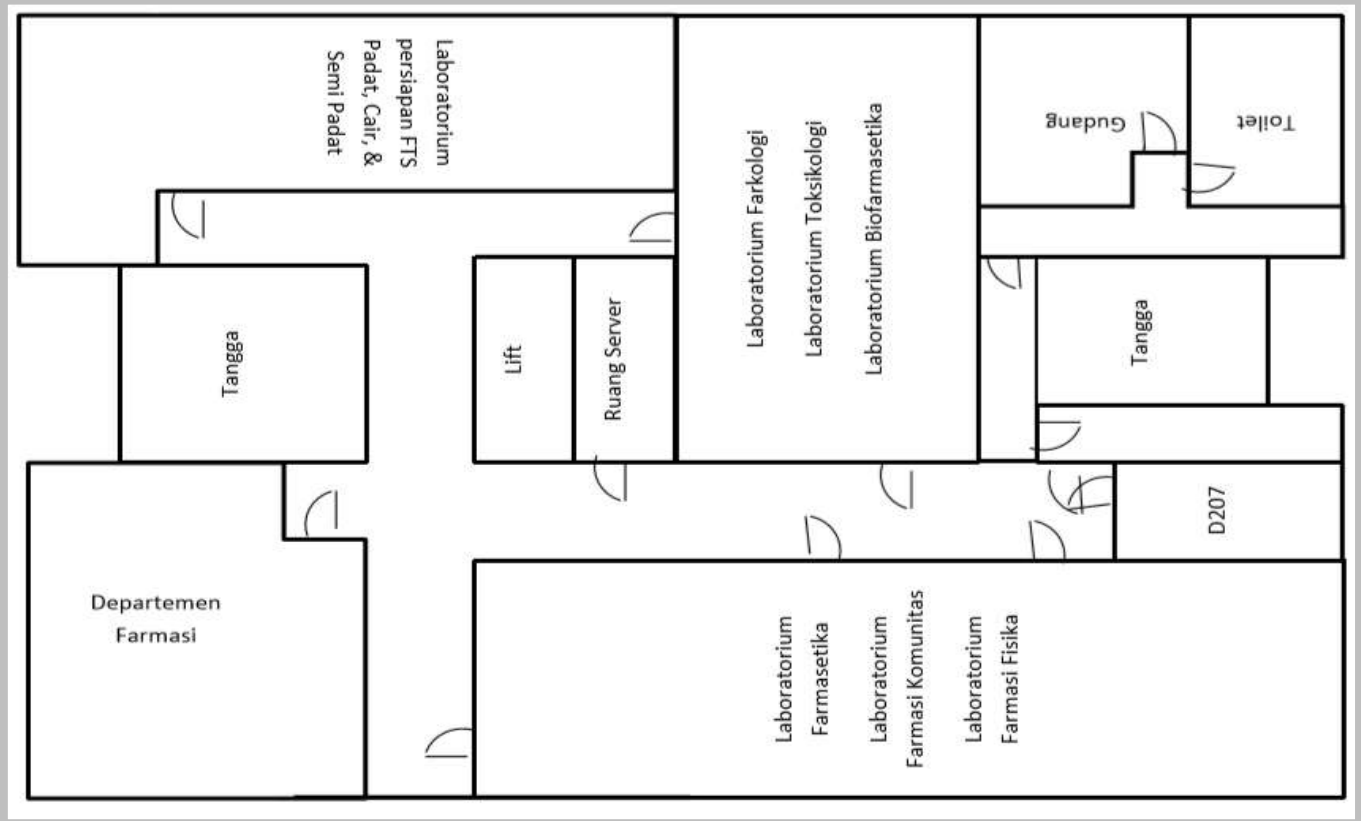 Laboratorium
persiapan FTS
Padat, Cair, &
Semi Padat
Laboratorium Farkologi
Laboratorium Toksikologi
Laboratorium Biofarmasetika
Gudang
Toilet
Tangga
Lift
Ruang Server
Tangga
D207
Departemen
Farmasi
Laboratorium
Farmasetika
Laboratorium
Farmasi Komunitas
Laboratorium
Farmasi Fisika